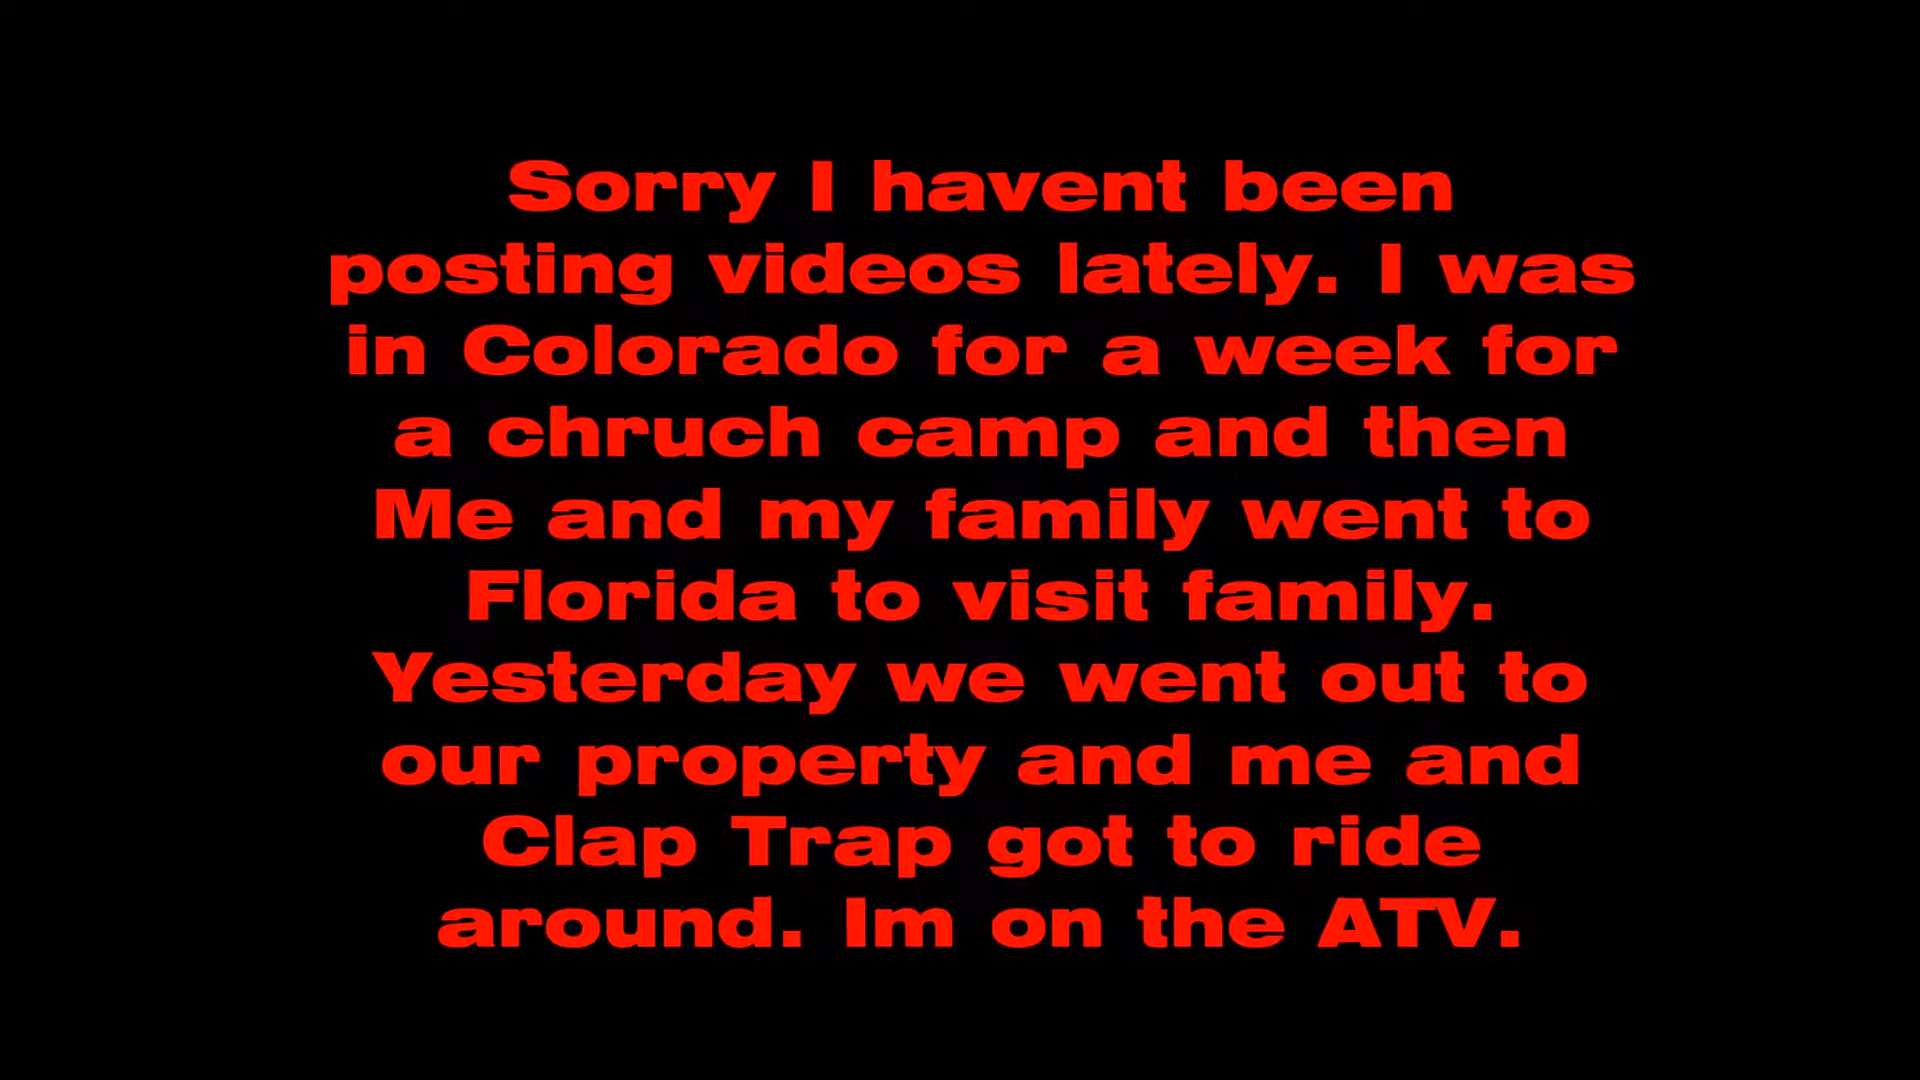 Sorry I havent been
posting videos lately. I was
in Colorado for a week for
a chruch camp and then
Me and my family went to
Florida to visit family.
Yesterday we went out to
our property and me and
Clap Trap got to ride
around. Im on the ATV.